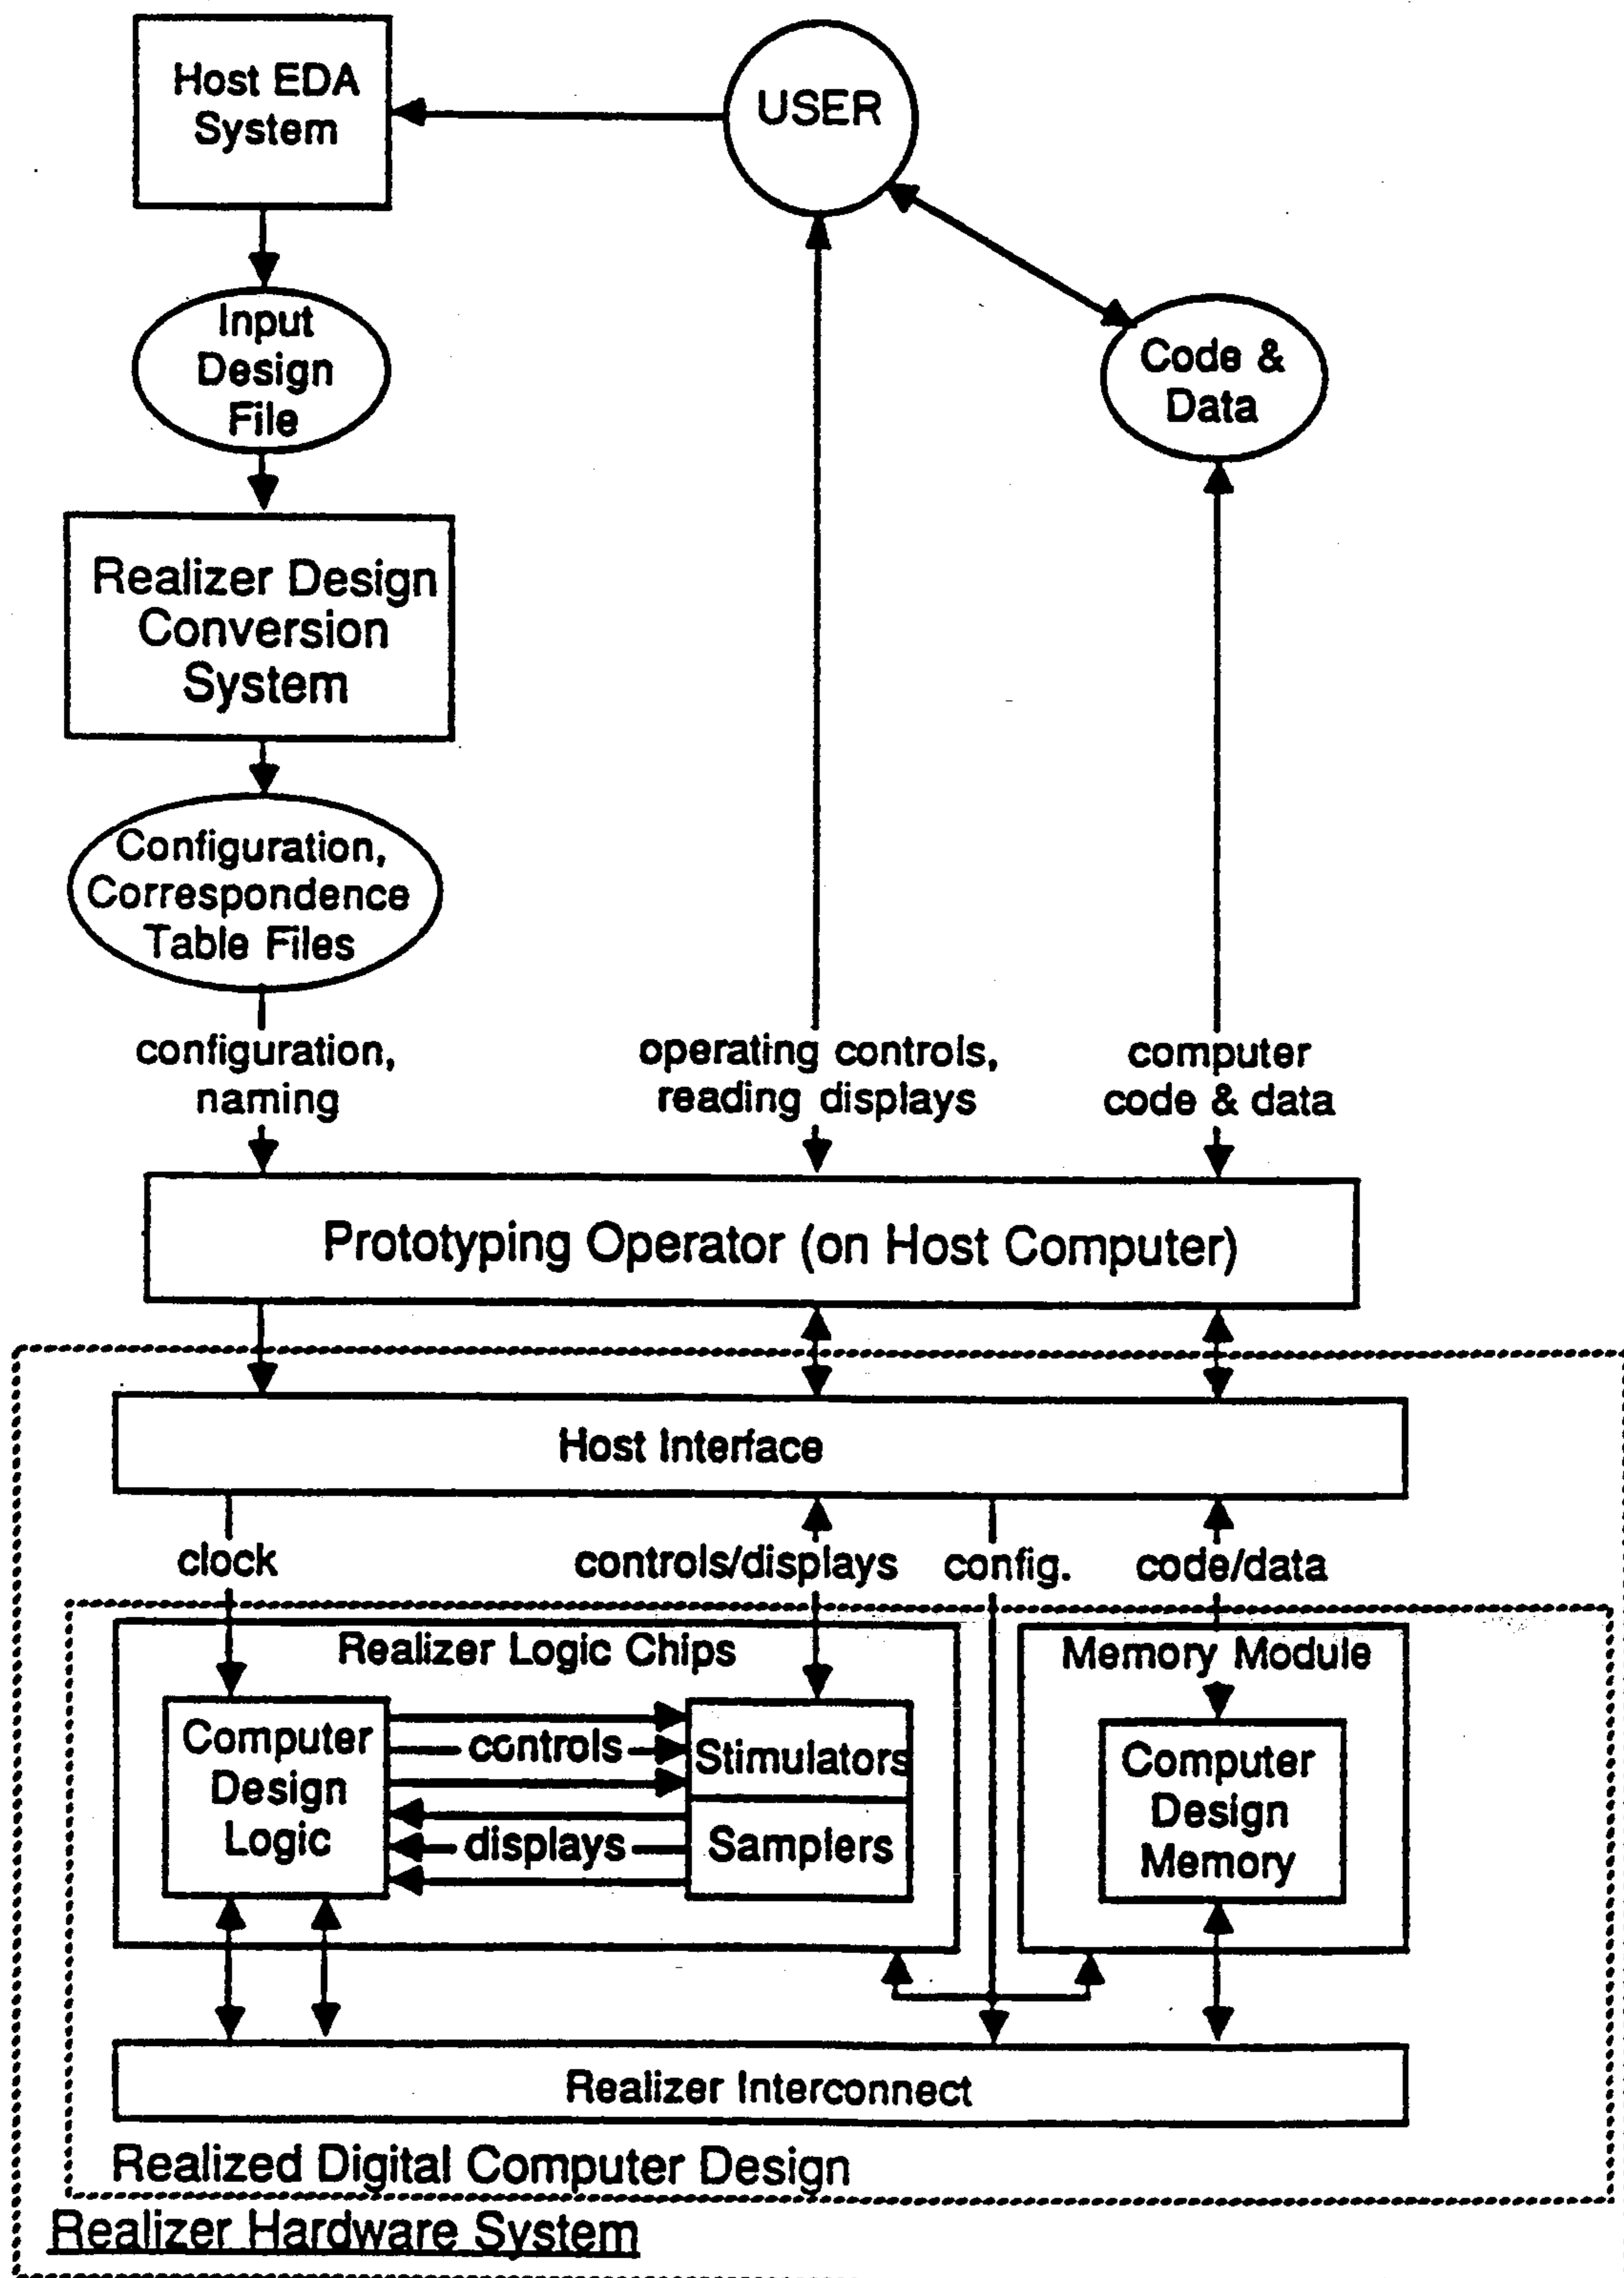 Host EDA
System
USER
Input
Design
File
Code &
Data
Realizer Design
Conversion
System
Configuration,
Correspondence
Table Files
configuration,
naming
operating controls,
reading displays
computer
code & data
Prototyping Operator (on Host Computer)
Host Interface
clock
controls/displays
config.
code/data
Realizer Logic Chips
Memory Module
Computer
Design
Logic
controls
displays
Stimulators
Samplers
Computer
Design
Memory
Realizer Interconnect
Realized Digital Computer Design
Realizer Hardware System